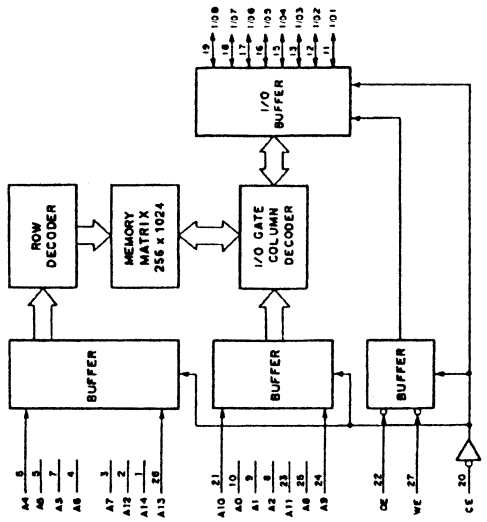 A4 6
A5 5
A3 7
A6 4
A7 3
A12 2
A14 1
A13 26
BUFFER
ROW
DECODER
MEMORY
MATRIX
256 x 1024
A10 21
A0 10
A1 9
A2 8
A11 23
A8 25
A9 24
BUFFER
I/O GATE
COLUMN
DECODER
I/O
BUFFER
19 I/O8
18 I/O7
17 I/O6
16 I/O5
15 I/O4
13 I/O3
12 I/O2
11 I/O1
OE 22
WE 27
CE 20
BUFFER